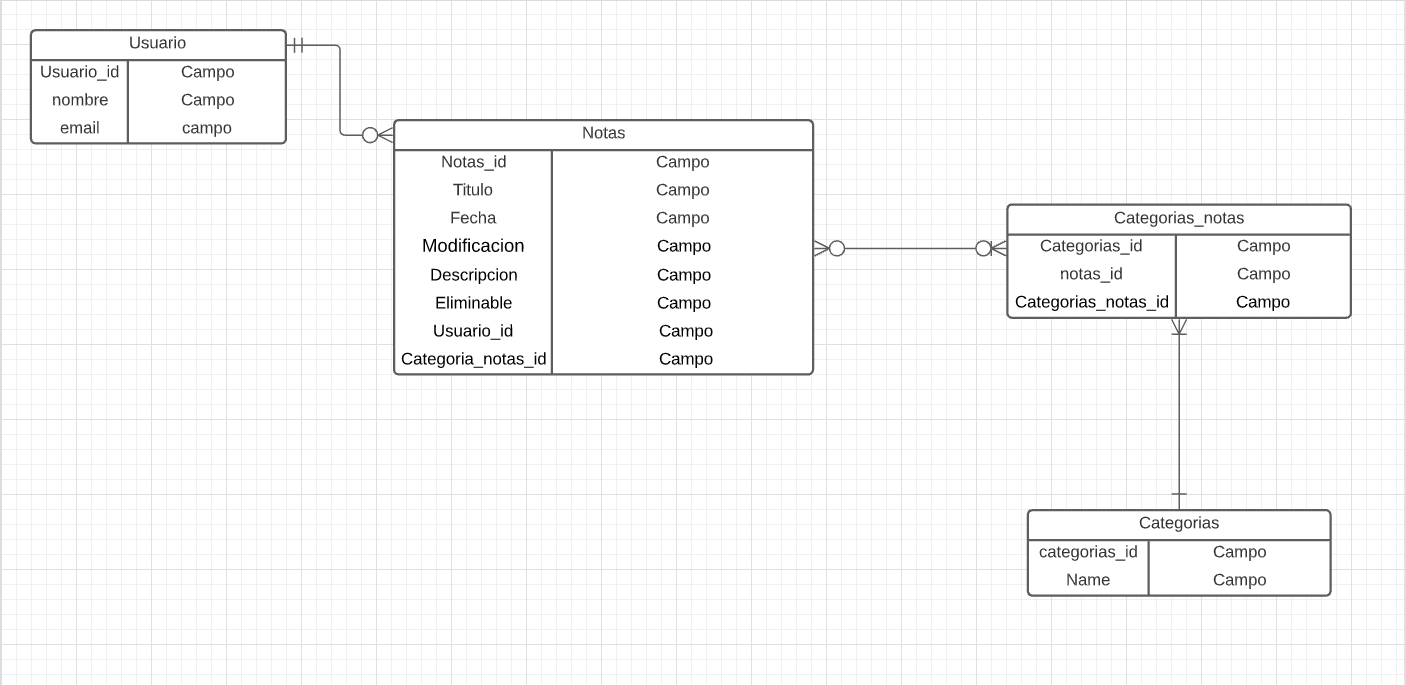 Usuario
Usuario_id Campo
nombre Campo
email campo
Notas
Notas_id Campo
Titulo Campo
Fecha Campo
Modificacion Campo
Descripcion Campo
Eliminable Campo
Usuario_id Campo
Categoria_notas_id Campo
Categorias_notas
Categorias_id Campo
notas_id Campo
Categorias_notas_id Campo
Categorias
categorias_id Campo
Name Campo